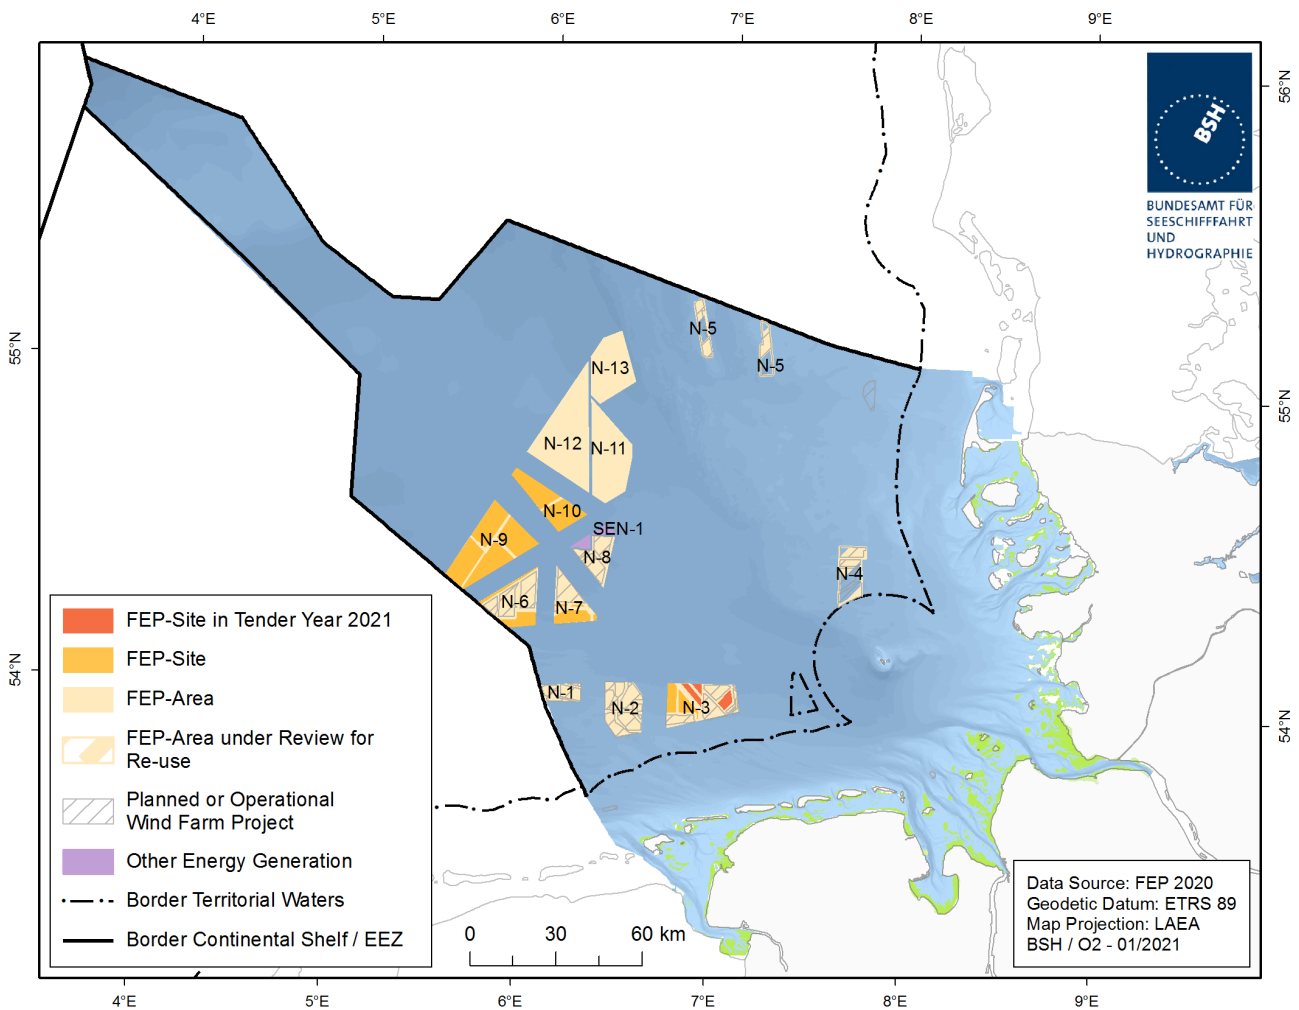 4°E
5°E
6°E
7°E
8°E
9°E
56°N
BSH
BUNDESAMT FÜR
SEESCHIFFFAHRT
UND
HYDROGRAPHIE
55°N
55°N
N-5
N-5
N-13
N-12
N-11
N-10
SEN-1
N-9
N-8
N-4
N-6
N-7
54°N
54°N
N-1
N-2
N-3
FEP-Site in Tender Year 2021
FEP-Site
FEP-Area
FEP-Area under Review for
Re-use
Planned or Operational
Wind Farm Project
Other Energy Generation
Border Territorial Waters
Border Continental Shelf / EEZ
0 30 60 km
Data Source: FEP 2020
Geodetic Datum: ETRS 89
Map Projection: LAEA
BSH / O2 - 01/2021
4°E
5°E
6°E
7°E
8°E
9°E